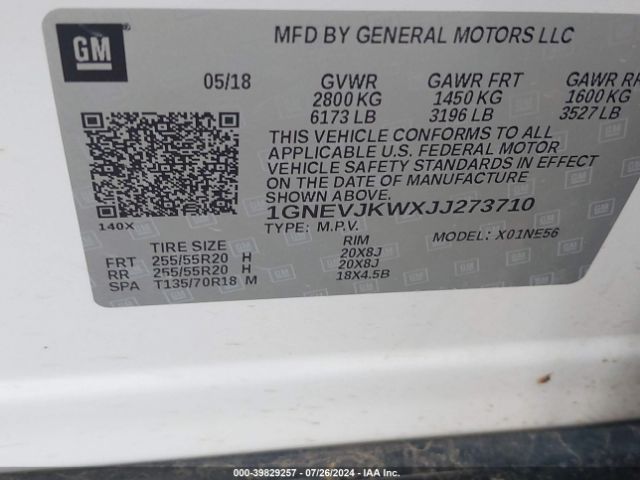 GM
MFD BY GENERAL MOTORS LLC
05/18 GVWR GAWR FRT GAWR RR
2800 KG 1450 KG 1600 KG
6173 LB 3196 LB 3527 LB
THIS VEHICLE CONFORMS TO ALL
APPLICABLE U.S. FEDERAL MOTOR
VEHICLE SAFETY STANDARDS IN EFFECT
ON THE DATE OF MANUFACTURE
SHOWN ABOVE.
1GNEVJKWXJJ273710
140X TYPE: M.P.V. MODEL: X01NE56
TIRE SIZE RIM
FRT 255/55R20 H 20X8J
RR 255/55R20 H 20X8J
SPA T135/70R18 M 18X4.5B
GM
000-39829257 - 07/26/2024 - IAA Inc.